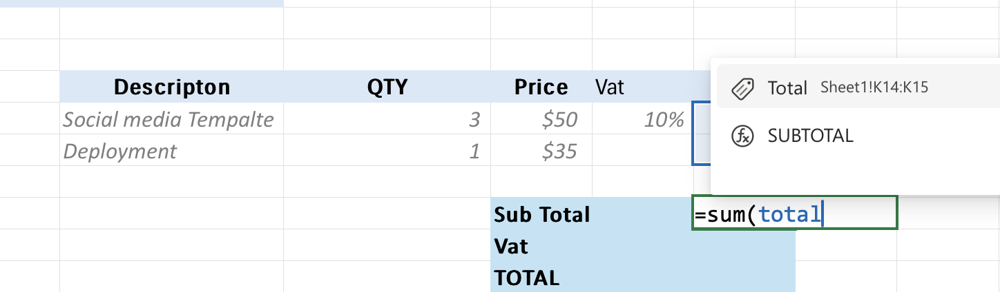 Descripton QTY Price Vat
Total Sheet1!K14:K15
Social media Tempalte 3 $50 10%
fx SUBTOTAL
Deployment 1 $35
Sub Total =sum(total
Vat
TOTAL